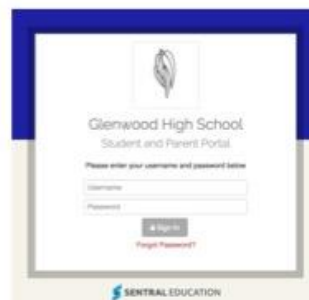 Glenwood High School
Student and Parent Portal
Please enter your username and password below
Username
Password
Sign In
Forgot Password?
SENTRAL EDUCATION